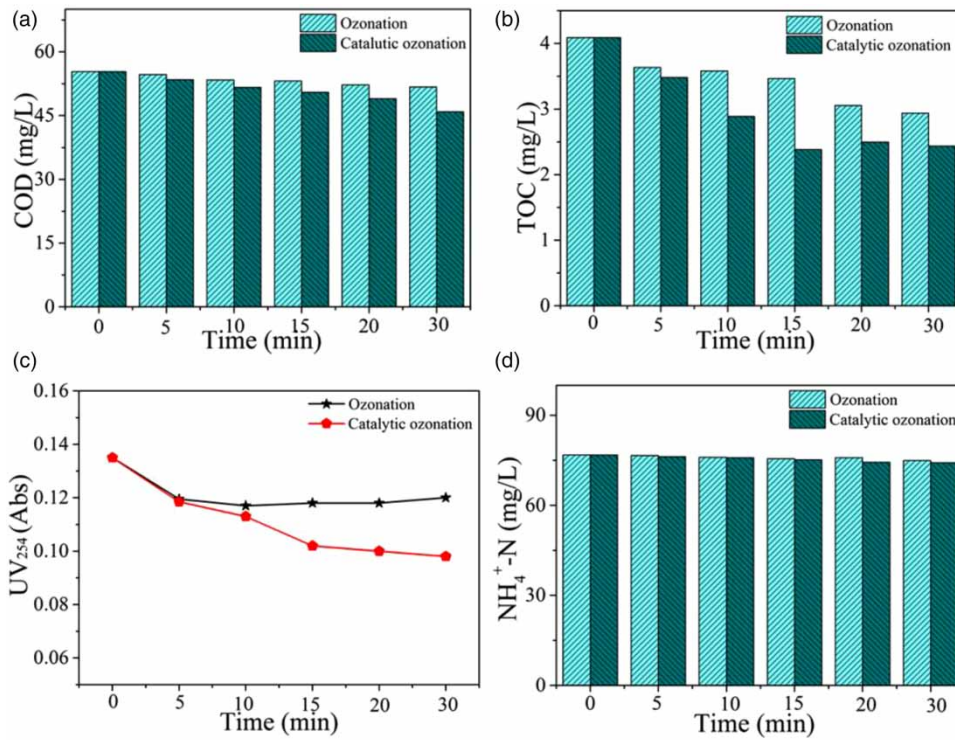 (a)
Ozonation
Catalutic ozonation
COD (mg/L)
60
45
30
15
0
0 5 10 15 20 30
Time (min)
(b)
Ozonation
Catalytic ozonation
TOC (mg/L)
4
3
2
1
0
0 5 10 15 20 30
Time (min)
(c)
Ozonation
Catalytic ozonation
UV254 (Abs)
0.16
0.14
0.12
0.10
0.08
0.06
0 5 10 15 20 30
Time (min)
(d)
Ozonation
Catalytic ozonation
NH4+-N (mg/L)
90
60
30
0
0 5 10 15 20 30
Time (min)